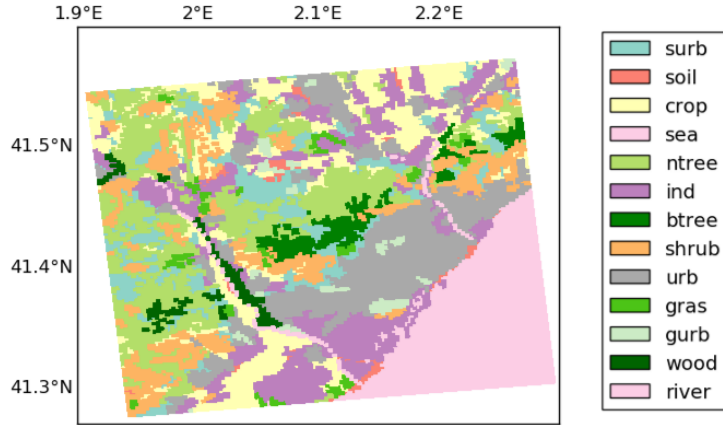 1.9°E 2°E 2.1°E 2.2°E
41.5°N
41.4°N
41.3°N
surb
soil
crop
sea
ntree
ind
btree
shrub
urb
gras
gurb
wood
river